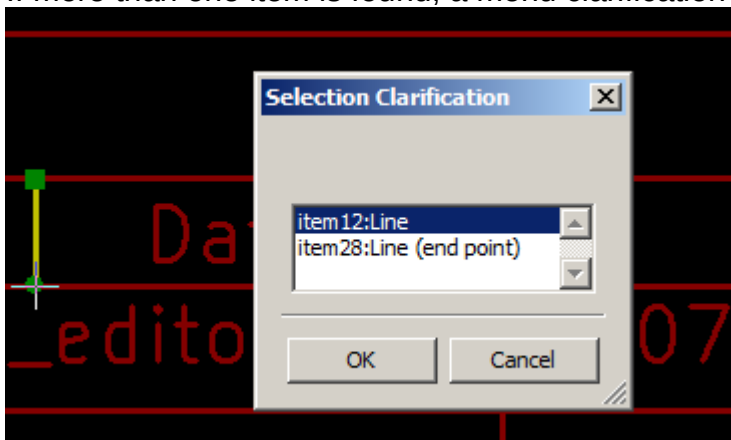 If more than one item is found, a menu clarification
Selection Clarification
item12:Line
item28:Line (end point)
Da
_edito
07
OK
Cancel